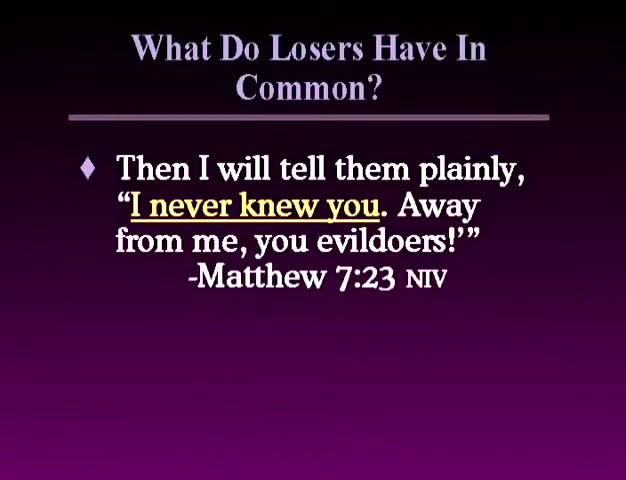 What Do Losers Have In
Common?
♦ Then I will tell them plainly,
“I never knew you. Away
from me, you evildoers!’”
-Matthew 7:23 NIV